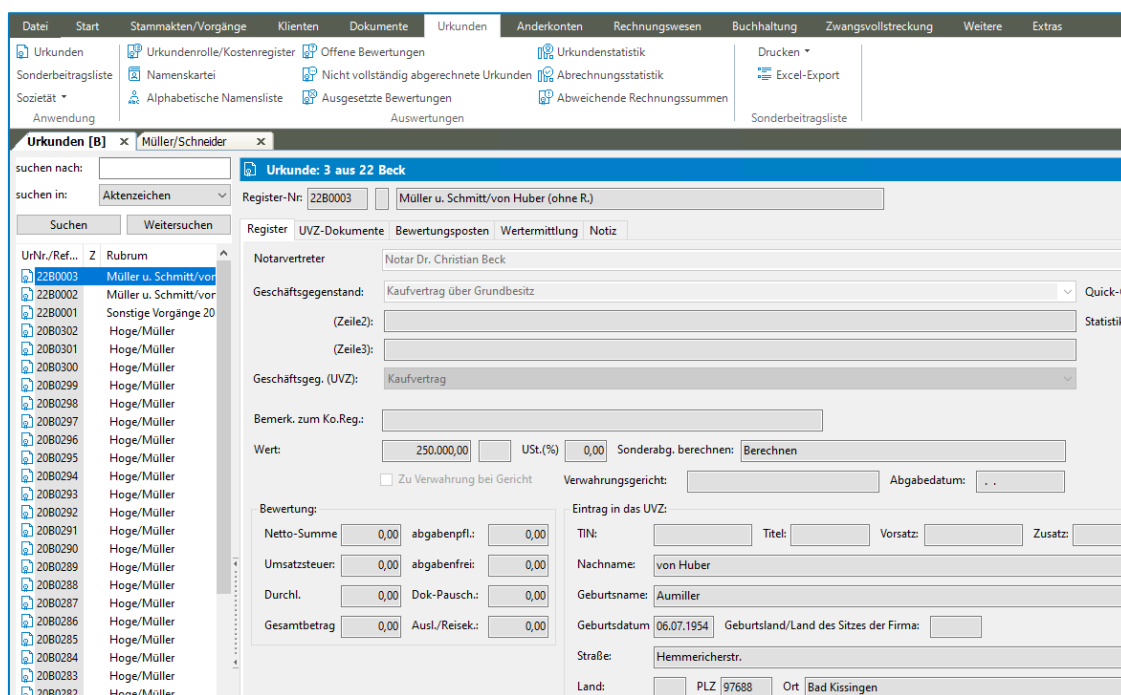 Datei Start Stammakten/Vorgänge Klienten Dokumente Urkunden Anderkonten Rechnungswesen Buchhaltung Zwangsvollstreckung Weitere Extras
Urkunden Urkundenrolle/Kostenregister Offene Bewertungen Urkundenstatistik Drucken
Sonderbeitragsliste Namenskartei Nicht vollständig abgerechnete Urkunden Abrechnungsstatistik Excel-Export
Sozietät Alphabetische Namensliste Ausgesetzte Bewertungen Abweichende Rechnungssummen
Anwendung Auswertungen Sonderbeitragsliste
Urkunden [B] Müller/Schneider
suchen nach:
suchen in: Aktenzeichen
Suchen Weitersuchen
UrNr./Ref... Z Rubrum
22B0003 Müller u. Schmitt/vor
22B0002 Müller u. Schmitt/vor
22B0001 Sonstige Vorgänge 20
20B0302 Hoge/Müller
20B0301 Hoge/Müller
20B0300 Hoge/Müller
20B0299 Hoge/Müller
20B0298 Hoge/Müller
20B0297 Hoge/Müller
20B0296 Hoge/Müller
20B0295 Hoge/Müller
20B0294 Hoge/Müller
20B0293 Hoge/Müller
20B0292 Hoge/Müller
20B0291 Hoge/Müller
20B0290 Hoge/Müller
20B0289 Hoge/Müller
20B0288 Hoge/Müller
20B0287 Hoge/Müller
20B0286 Hoge/Müller
20B0285 Hoge/Müller
20B0284 Hoge/Müller
20B0283 Hoge/Müller
20B0282 Hoge/Müller
Urkunde: 3 aus 22 Beck
Register-Nr: 22B0003 Müller u. Schmitt/von Huber (ohne R.)
Register UVZ-Dokumente Bewertungsposten Wertermittlung Notiz
Notarvertreter Notar Dr. Christian Beck
Geschäftsgegenstand: Kaufvertrag über Grundbesitz Quick-
(Zeile2): Statistik
(Zeile3):
Geschäftsgeg. (UVZ): Kaufvertrag
Bemerk. zum Ko.Reg.:
Wert: 250.000,00 USt.(%) 0,00 Sonderabg. berechnen: Berechnen
Zu Verwahrung bei Gericht Verwahrungsgericht: Abgabedatum: . .
Bewertung:
Netto-Summe 0,00 abgabenpfl.: 0,00
Umsatzsteuer: 0,00 abgabenfrei: 0,00
Durchl. 0,00 Dok-Pausch.: 0,00
Gesamtbetrag 0,00 Ausl./Reisek.: 0,00
Eintrag in das UVZ:
TIN: Titel: Vorsatz: Zusatz:
Nachname: von Huber
Geburtsname: Aumiller
Geburtsdatum 06.07.1954 Geburtsland/Land des Sitzes der Firma:
Straße: Hemmericherstr.
Land: PLZ 97688 Ort Bad Kissingen